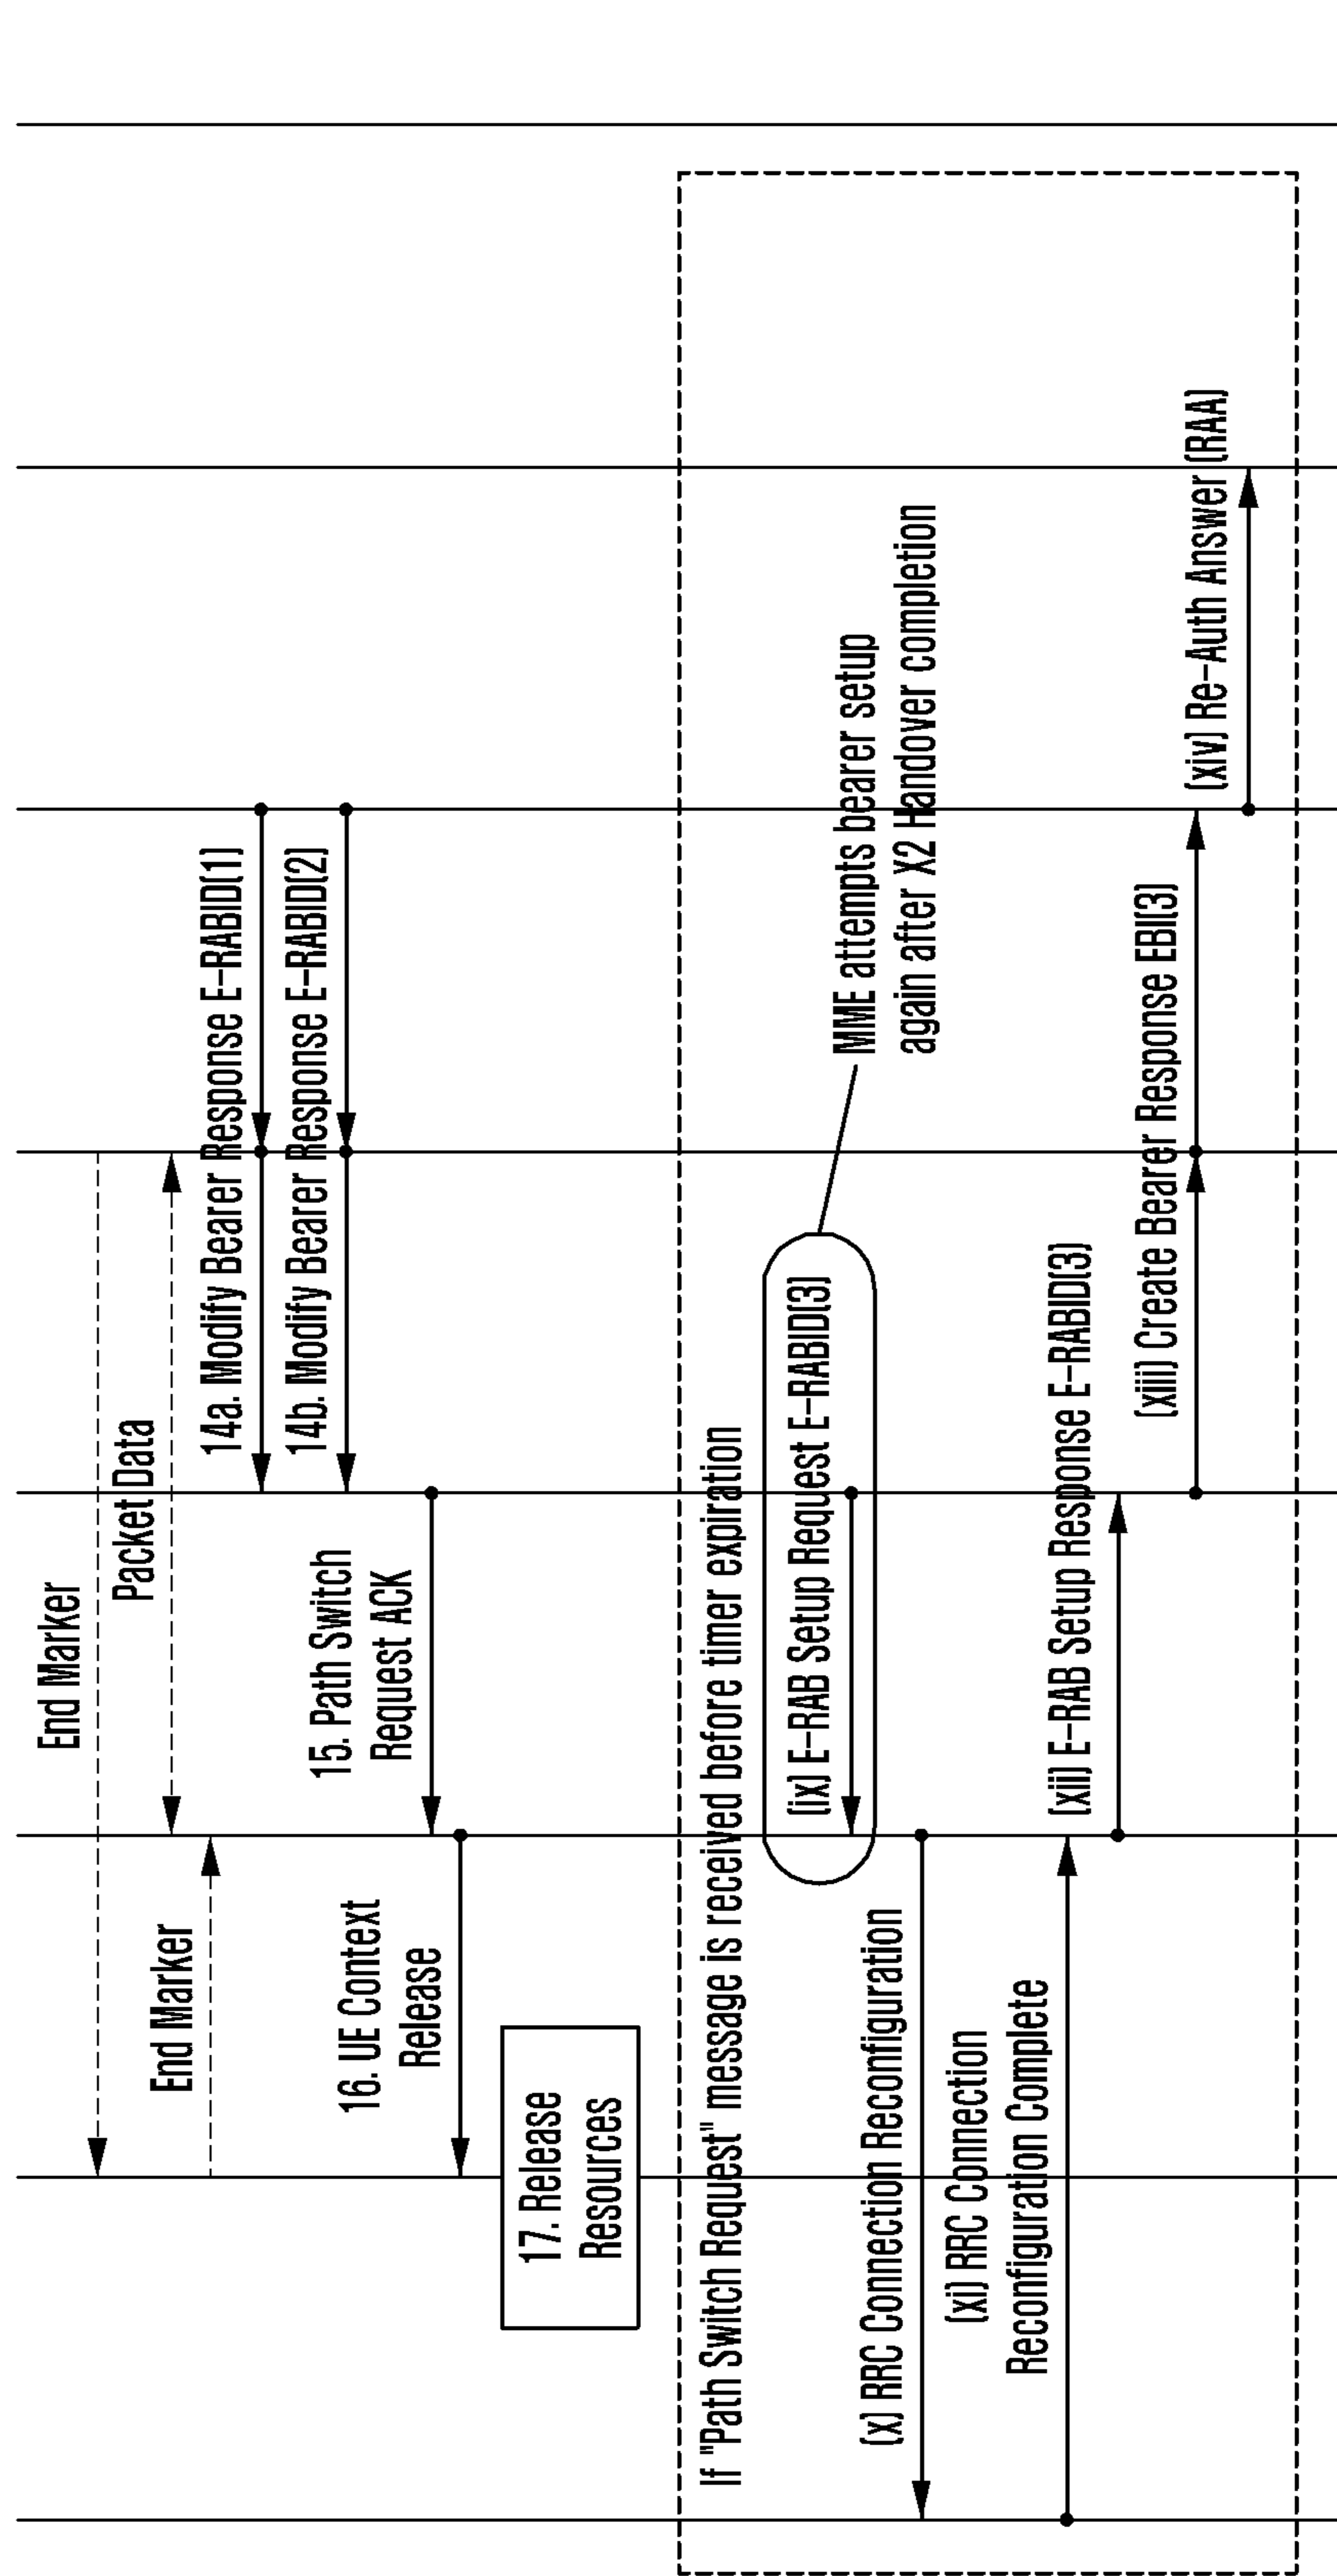 End Marker
Packet Data
End Marker
14a. Modify Bearer Response E-RABID(1)
14b. Modify Bearer Response E-RABID(2)
15. Path Switch
Request ACK
16. UE Context
Release
17. Release
Resources
If "Path Switch Request" message is received before timer expiration
(ix) E-RAB Setup Request E-RABID(3)
MME attempts bearer setup
again after X2 Handover completion
(x) RRC Connection Reconfiguration
(xi) RRC Connection
Reconfiguration Complete
(xii) E-RAB Setup Response E-RABID(3)
(xiii) Create Bearer Response EBI(3)
(xiv) Re-Auth Answer (RAA)